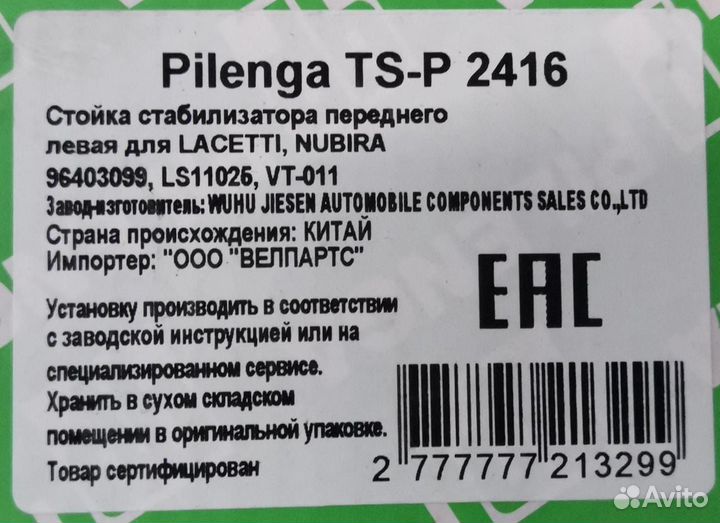 Pilenga TS-P 2416
Стойка стабилизатора переднего
левая для LACETTI, NUBIRA
96403099, LS11025, VT-011
Завод-изготовитель: WUHU JIESEN AUTOMOBILE COMPONENTS SALES CO.,LTD
Страна происхождения: КИТАЙ
Импортер: "ООО "ВЕЛПАРТС"
EAC
Установку производить в соответствии
с заводской инструкцией или на
специализированном сервисе.
Хранить в сухом складском
помещении в оригинальной упаковке.
Товар сертифицирован
2 777777 213299
Avito